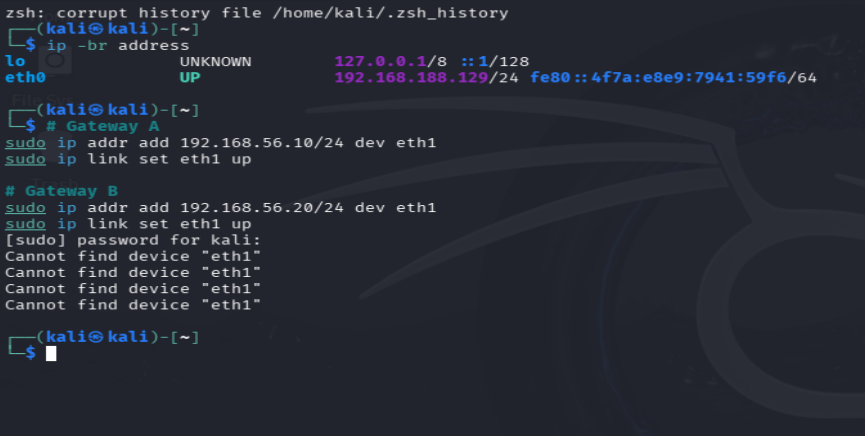 zsh: corrupt history file /home/kali/.zsh_history
┌──(kali㉿kali)-[~]
└─$ ip -br address
lo UNKNOWN 127.0.0.1/8 ::1/128
eth0 UP 192.168.188.129/24 fe80::4f7a:e8e9:7941:59f6/64
┌──(kali㉿kali)-[~]
└─$ # Gateway A
sudo ip addr add 192.168.56.10/24 dev eth1
sudo ip link set eth1 up
# Gateway B
sudo ip addr add 192.168.56.20/24 dev eth1
sudo ip link set eth1 up
[sudo] password for kali:
Cannot find device "eth1"
Cannot find device "eth1"
Cannot find device "eth1"
Cannot find device "eth1"
┌──(kali㉿kali)-[~]
└─$